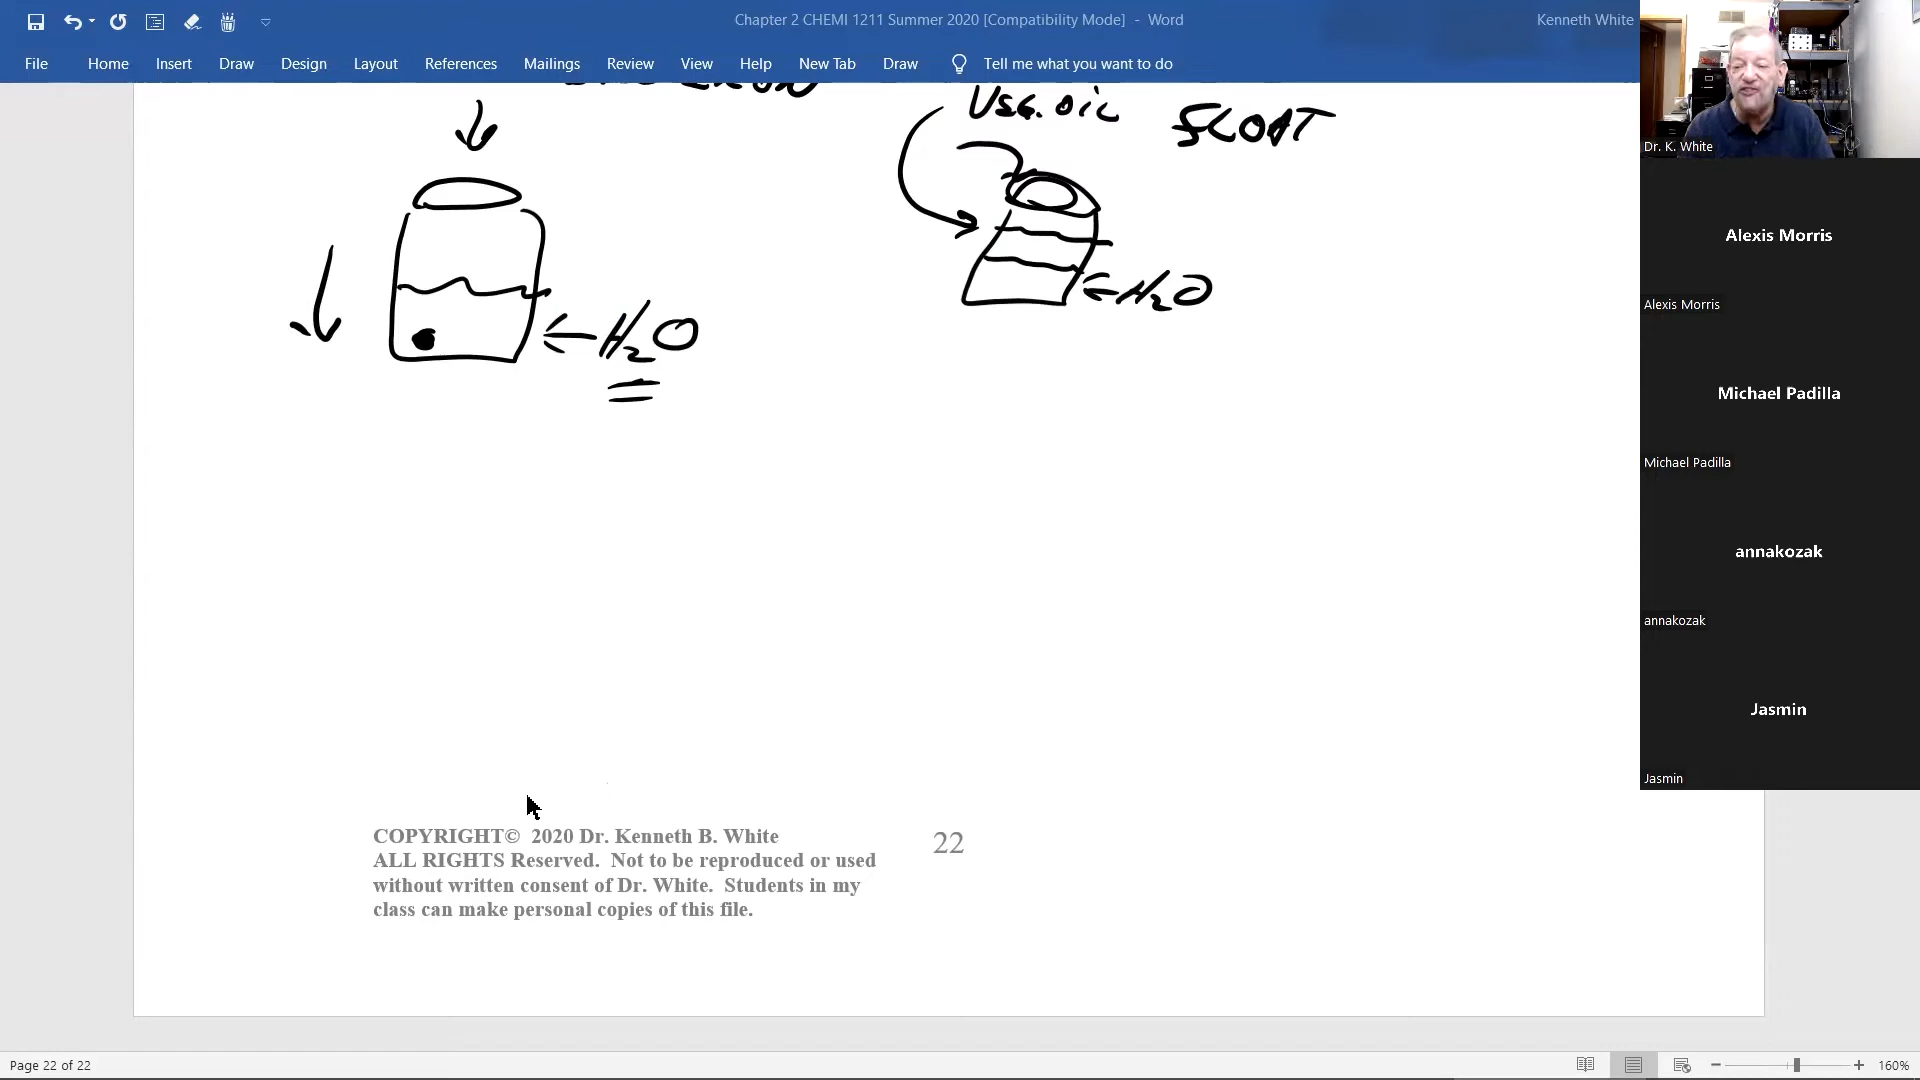 Chapter 2 CHEMI 1211 Summer 2020 [Compatibility Mode] - Word
Kenneth White
File Home Insert Draw Design Layout References Mailings Review View Help New Tab Draw Tell me what you want to do
VEG. OIL
FLOAT
H2O
H2O
COPYRIGHT© 2020 Dr. Kenneth B. White
ALL RIGHTS Reserved. Not to be reproduced or used
without written consent of Dr. White. Students in my
class can make personal copies of this file.
22
Dr. K. White
Alexis Morris
Alexis Morris
Michael Padilla
Michael Padilla
annakozak
annakozak
Jasmin
Jasmin
Page 22 of 22
160%